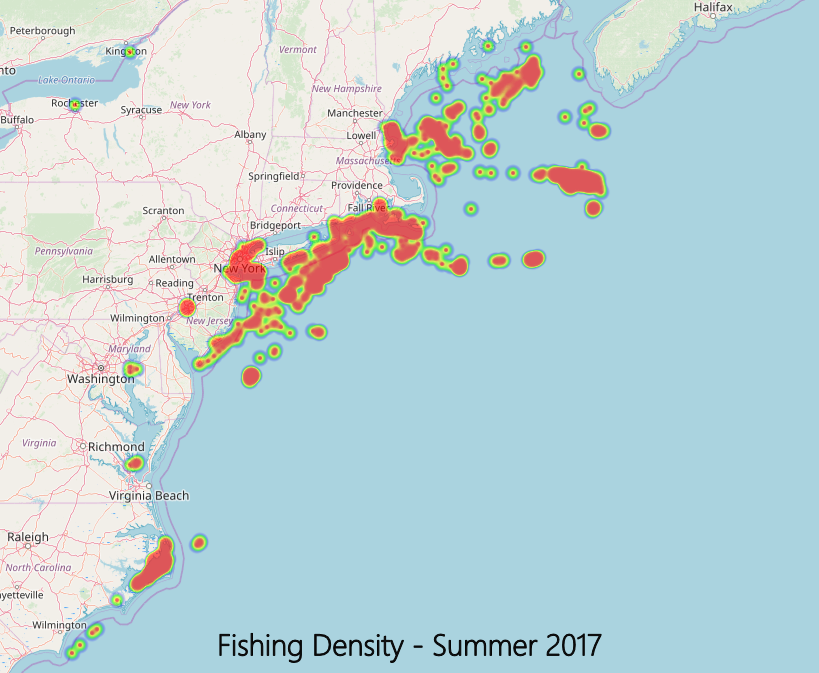 Halifax
Peterborough
Kingston
Vermont
Lake Ontario
New Hampshire
Rochester
Syracuse
New York
Buffalo
Manchester
Albany
Lowell
Massachuse
Springfield
Providence
Connecticut
Fall River
Scranton
Bridgeport
Islip
Pennsylvania
Allentown
New York
Harrisburg
Reading
Trenton
Wilmington
New Jersey
Maryland
Washington
Virginia
Richmond
Virginia Beach
Raleigh
North Carolina
ayetteville
Wilmington
Fishing Density - Summer 2017